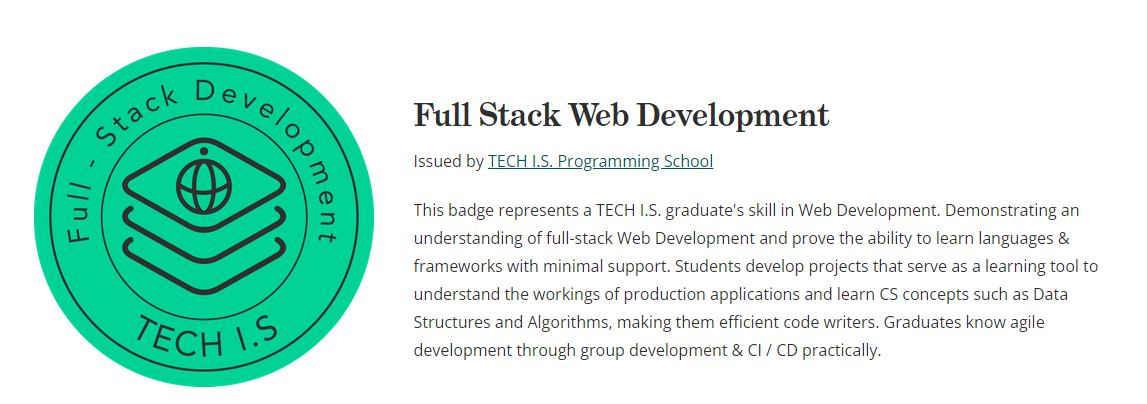 Full - Stack Development
TECH I.S
Full Stack Web Development
Issued by TECH I.S. Programming School
This badge represents a TECH I.S. graduate's skill in Web Development. Demonstrating an
understanding of full-stack Web Development and prove the ability to learn languages &
frameworks with minimal support. Students develop projects that serve as a learning tool to
understand the workings of production applications and learn CS concepts such as Data
Structures and Algorithms, making them efficient code writers. Graduates know agile
development through group development & CI / CD practically.